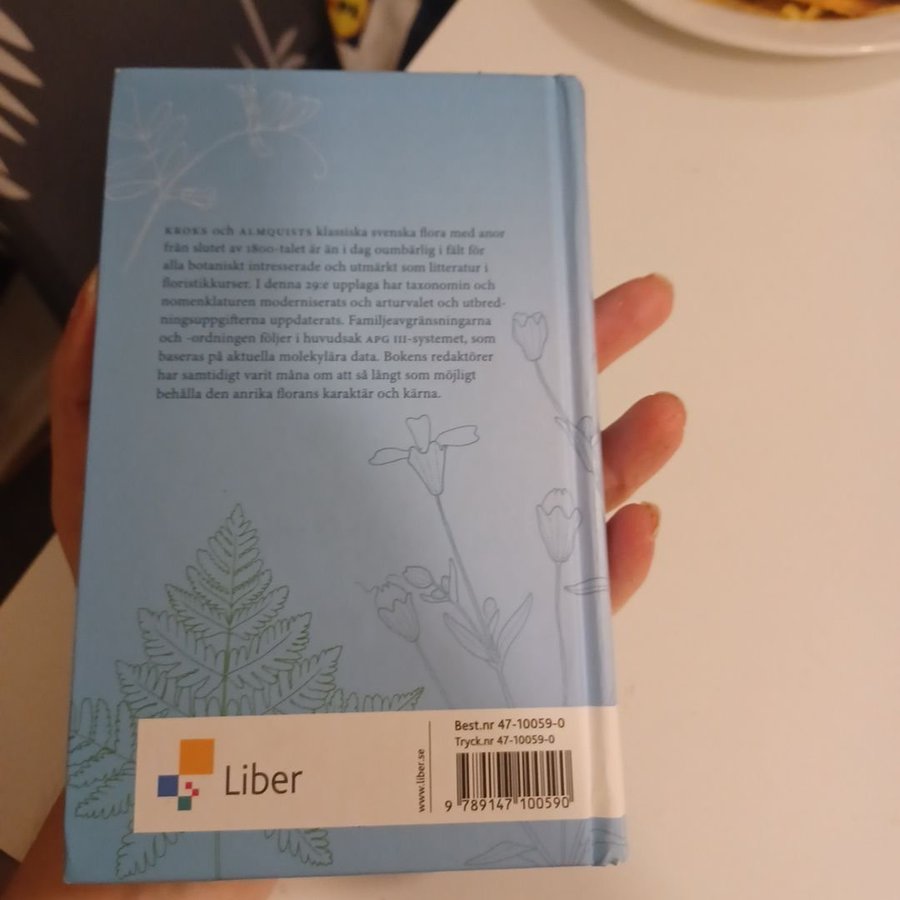 KROKS och ALMQUISTS klassiska svenska flora med anor
från slutet av 1800-talet är än i dag oumbärlig i fält för
alla botaniskt intresserade och utmärkt som litteratur i
floristikkurser. I denna 29:e upplaga har taxonomin och
nomenklaturen moderniserats och arturvalet och utbred-
ningsuppgifterna uppdaterats. Familjeavgränsningarna
och -ordningen följer i huvudsak APG III-systemet, som
baseras på aktuella molekylära data. Bokens redaktörer
har samtidigt varit måna om att så långt som möjligt
behålla den anrika florans karaktär och kärna.
Liber
www.liber.se
Best.nr 47-10059-0
Tryck.nr 47-10059-0
9 789147 100590